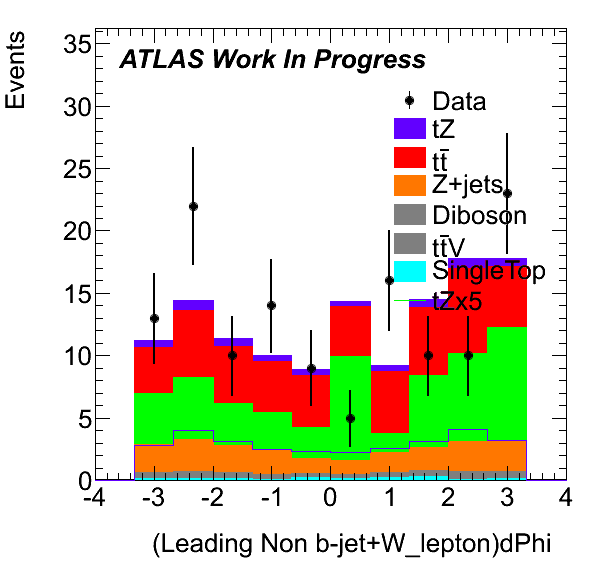 Events
35
30
25
20
15
10
5
0
ATLAS Work In Progress
Data
tZ
tt̄
Z+jets
Diboson
tt̄V
SingleTop
tZx5
-4 -3 -2 -1 0 1 2 3 4
(Leading Non b-jet+W_lepton)dPhi